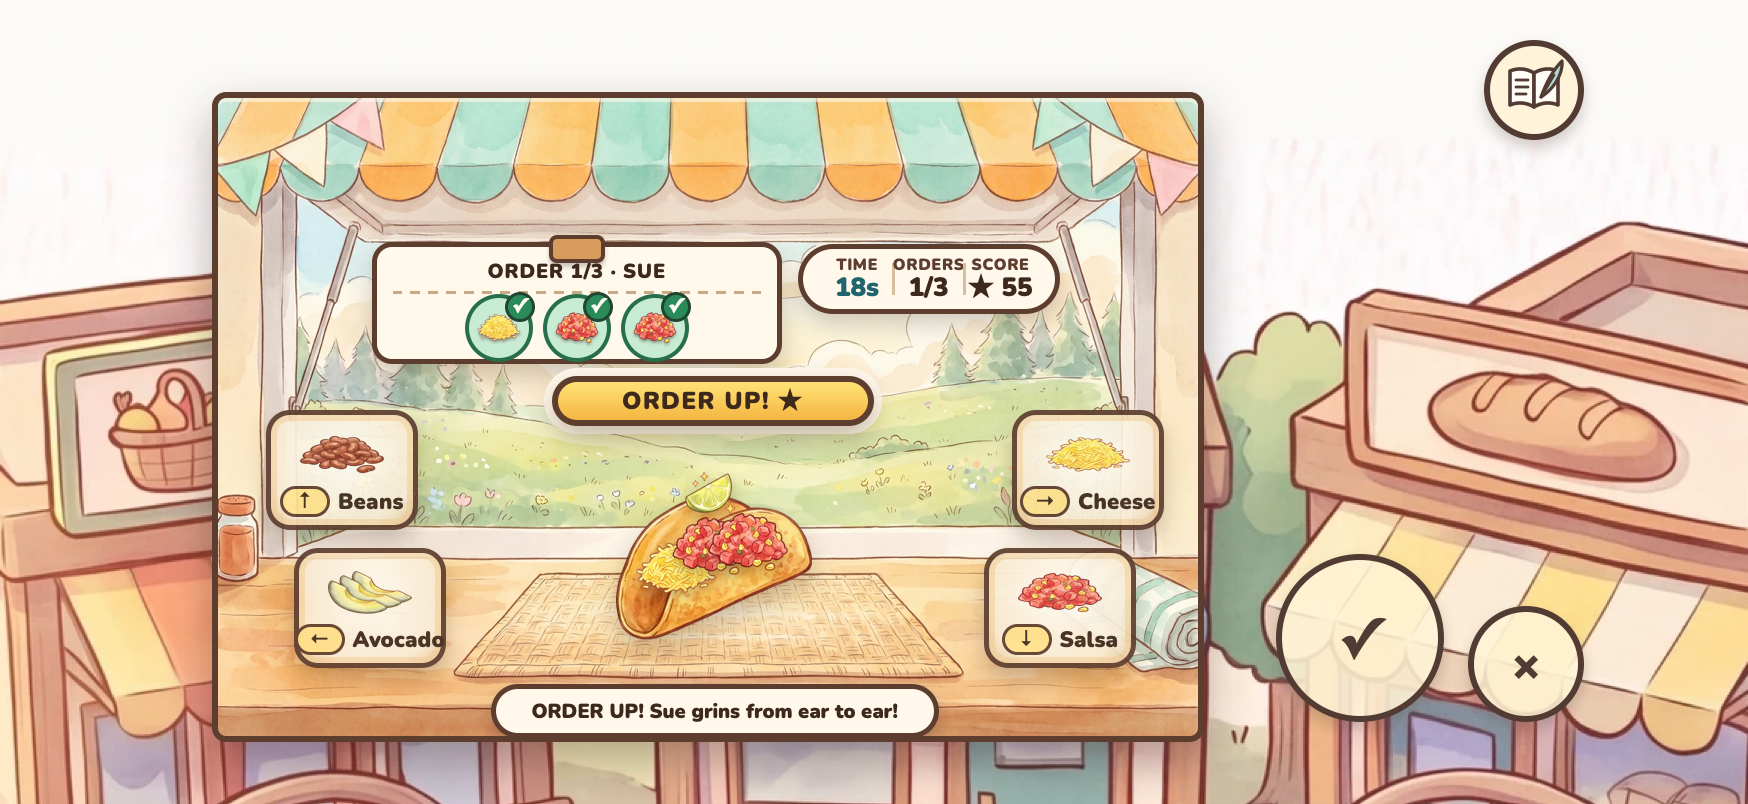 ORDER 1/3 · SUE
TIME ORDERS SCORE
18s 1/3 ★ 55
ORDER UP! ★
↑ Beans
→ Cheese
← Avocado
↓ Salsa
ORDER UP! Sue grins from ear to ear!